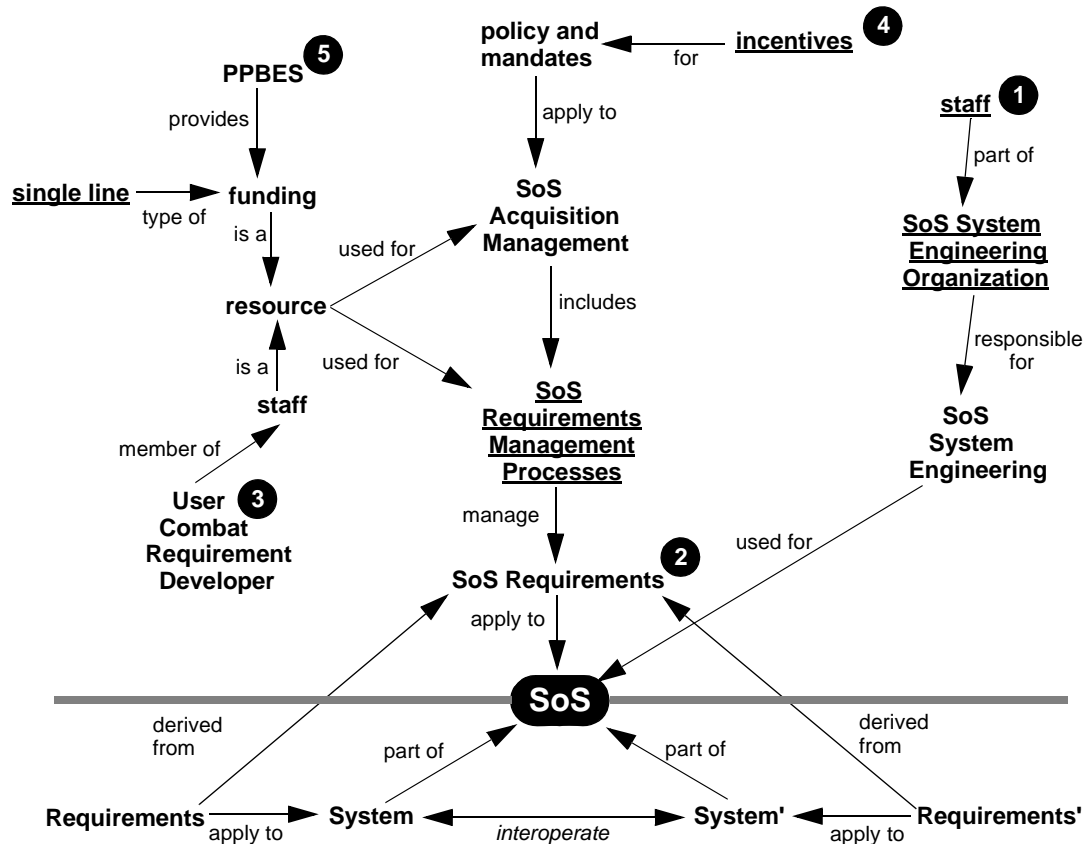 policy and
mandates
for
incentives
4
PPBES
5
staff
1
provides
apply to
part of
single line
type of
funding
SoS
Acquisition
Management
SoS System
Engineering
Organization
is a
used for
resource
includes
used for
responsible
for
is a
staff
SoS
Requirements
Management
Processes
SoS
System
Engineering
member of
User
3
Combat
Requirement
Developer
manage
used for
SoS Requirements
2
apply to
SoS
derived
from
part of
part of
derived
from
Requirements
apply to
System
interoperate
System'
apply to
Requirements'